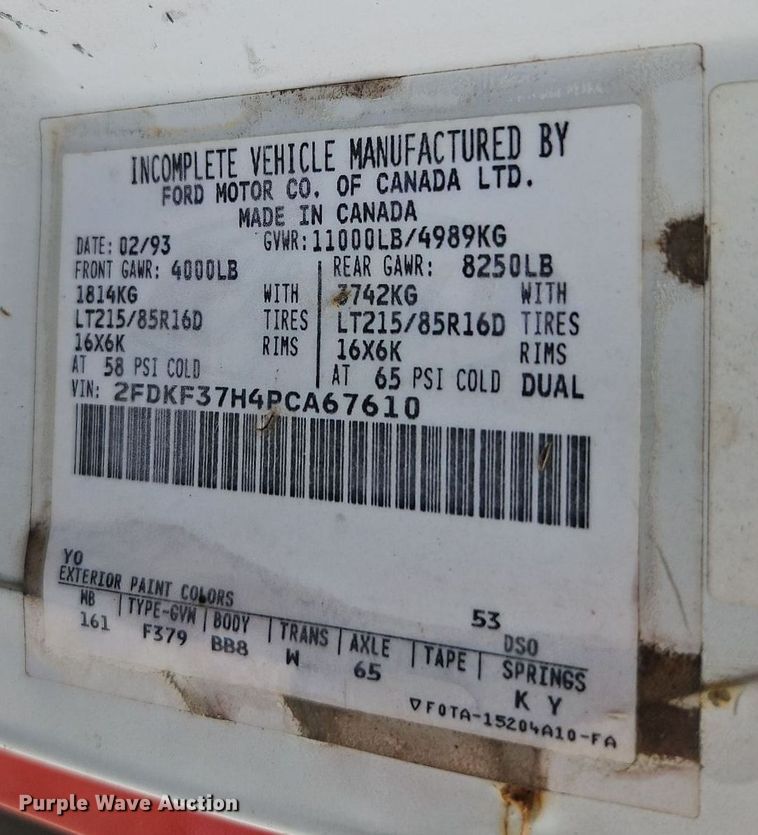 INCOMPLETE VEHICLE MANUFACTURED BY
FORD MOTOR CO. OF CANADA LTD.
MADE IN CANADA
DATE: 02/93 GVWR: 11000LB/4989KG
FRONT GAWR: 4000LB REAR GAWR: 8250LB
1814KG WITH 3742KG WITH
LT215/85R16D TIRES LT215/85R16D TIRES
16X6K RIMS 16X6K RIMS
AT 58 PSI COLD AT 65 PSI COLD DUAL
VIN: 2FDKF37H4PCA67610
YO
EXTERIOR PAINT COLORS 53 DSO
WB | TYPE-GVW | BODY | TRANS | AXLE | TAPE | SPRINGS
161 F379 BB8 W 65 K Y
▽ F0TA-15204A10-FA
Purple Wave Auction